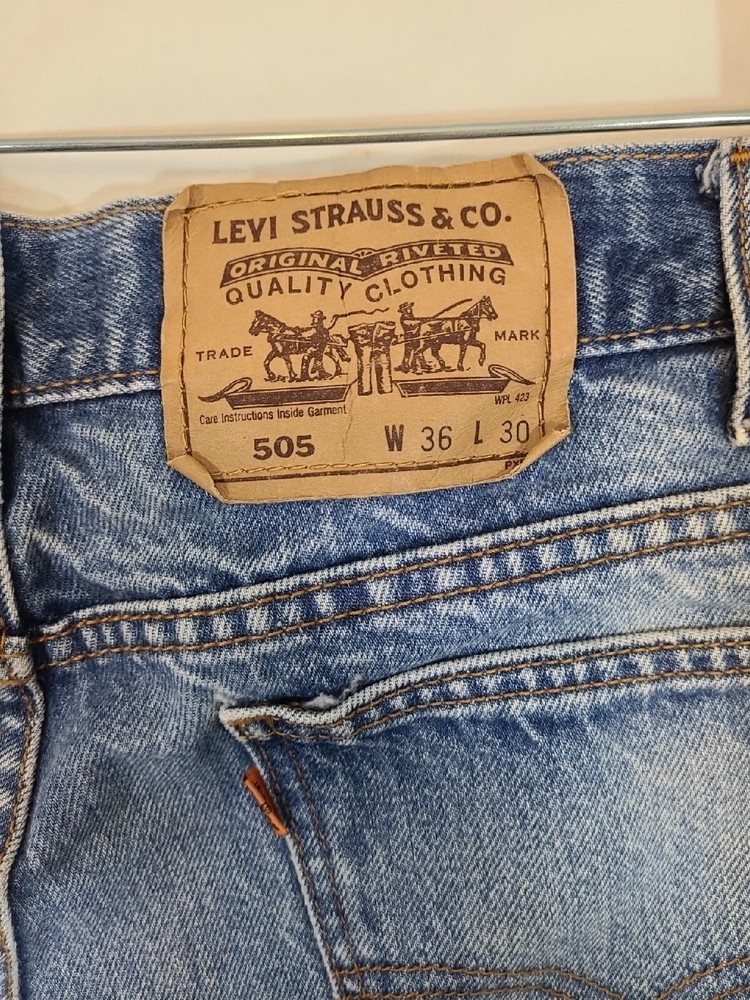 LEVI STRAUSS & CO.
ORIGINAL RIVETED
QUALITY CLOTHING
TRADE MARK
WPL 423
Care Instructions Inside Garment
505 W 36 L 30